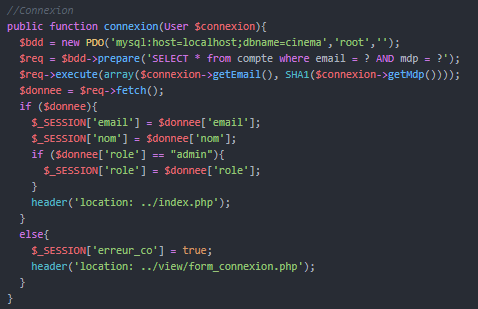 //Connexion
public function connexion(User $connexion){
  $bdd = new PDO('mysql:host=localhost;dbname=cinema','root','');
  $req = $bdd->prepare('SELECT * from compte where email = ? AND mdp = ?');
  $req->execute(array($connexion->getEmail(), SHA1($connexion->getMdp())));
  $donnee = $req->fetch();
  if ($donnee){
    $_SESSION['email'] = $donnee['email'];
    $_SESSION['nom'] = $donnee['nom'];
    if ($donnee['role'] == "admin"){
      $_SESSION['role'] = $donnee['role'];
    }
    header('location: ../index.php');
  }
  else{
    $_SESSION['erreur_co'] = true;
    header('location: ../view/form_connexion.php');
  }
}